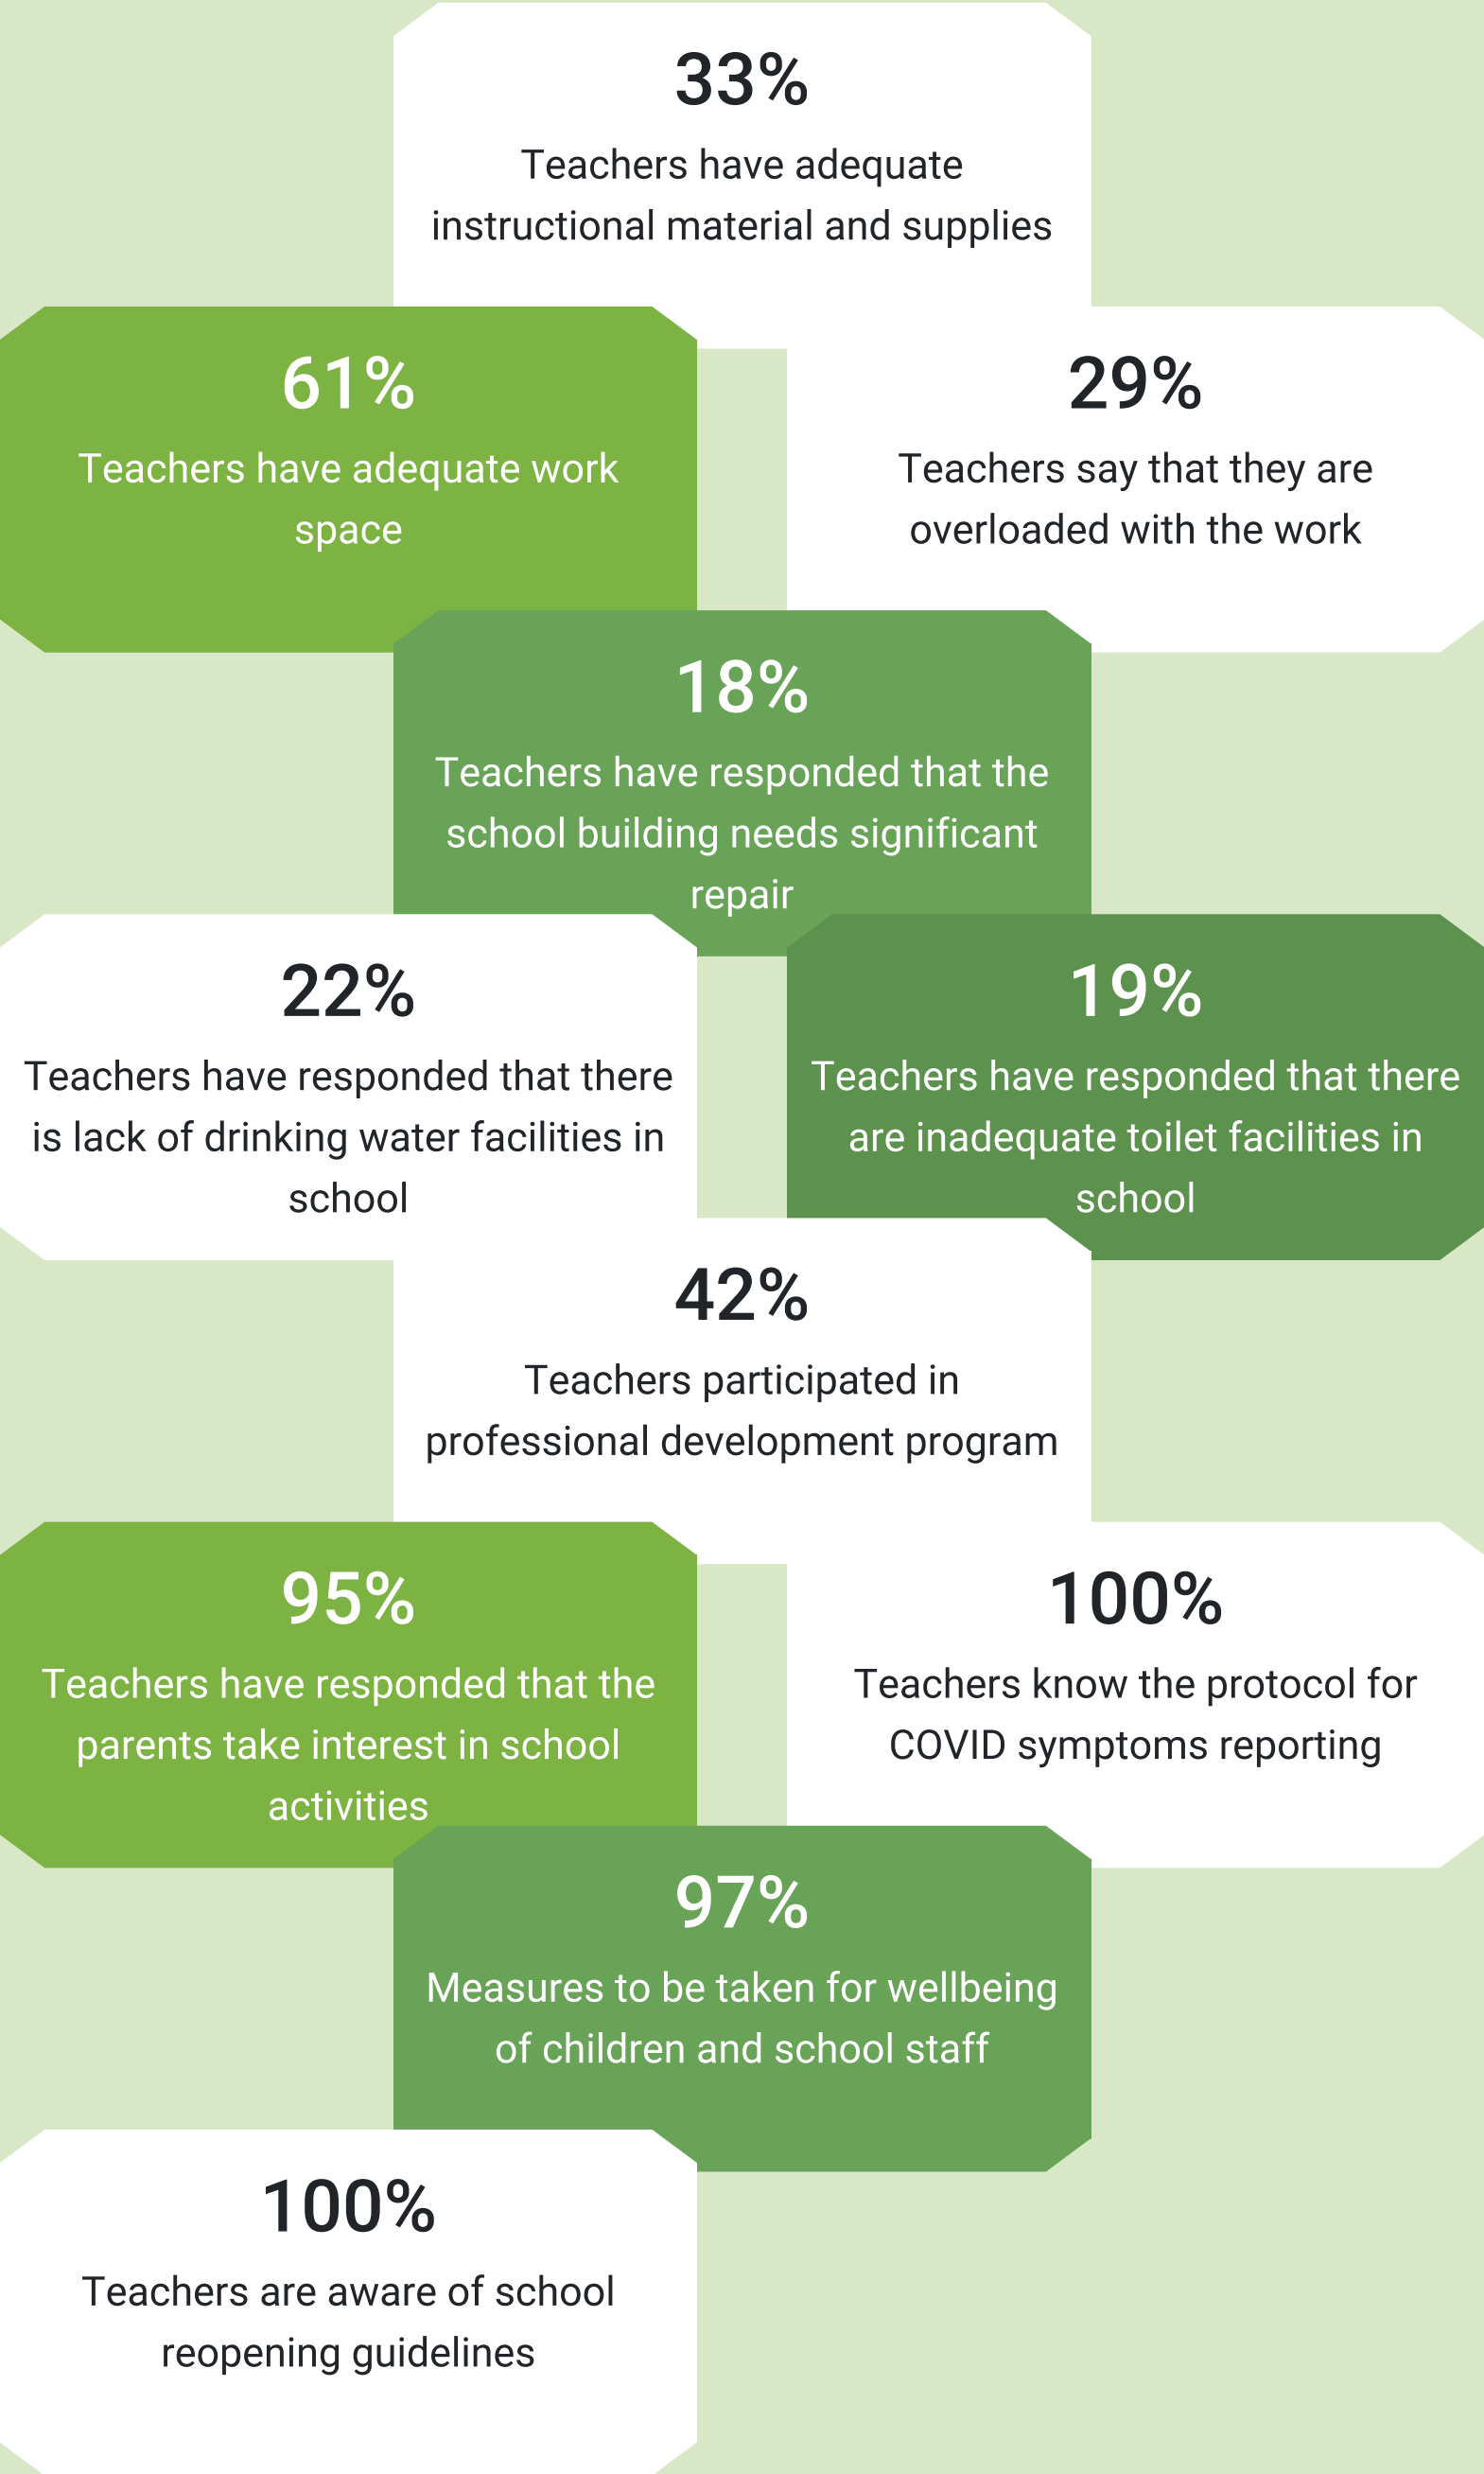 33%
Teachers have adequate
instructional material and supplies
61%
Teachers have adequate work
space
29%
Teachers say that they are
overloaded with the work
18%
Teachers have responded that the
school building needs significant
repair
22%
Teachers have responded that there
is lack of drinking water facilities in
school
19%
Teachers have responded that there
are inadequate toilet facilities in
school
42%
Teachers participated in
professional development program
95%
Teachers have responded that the
parents take interest in school
activities
100%
Teachers know the protocol for
COVID symptoms reporting
97%
Measures to be taken for wellbeing
of children and school staff
100%
Teachers are aware of school
reopening guidelines